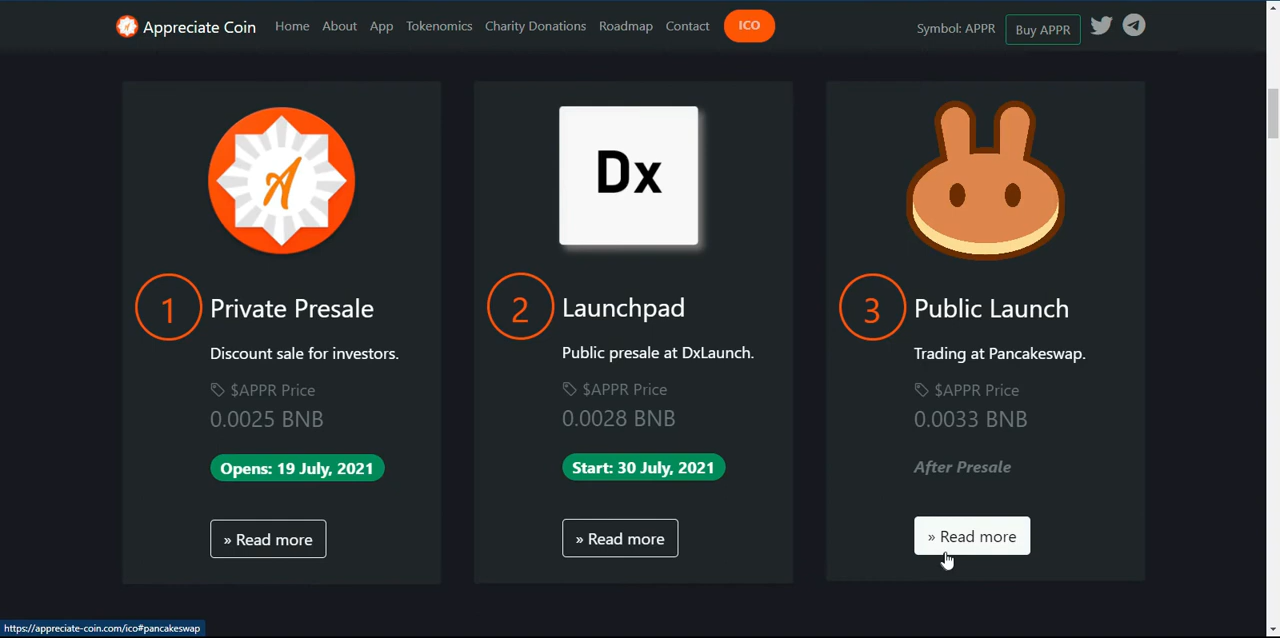 Appreciate Coin Home About App Tokenomics Charity Donations Roadmap Contact ICO Symbol: APPR Buy APPR
A
Dx
1 Private Presale
Discount sale for investors.
$APPR Price
0.0025 BNB
Opens: 19 July, 2021
» Read more
2 Launchpad
Public presale at DxLaunch.
$APPR Price
0.0028 BNB
Start: 30 July, 2021
» Read more
3 Public Launch
Trading at Pancakeswap.
$APPR Price
0.0033 BNB
After Presale
» Read more
https://appreciate-coin.com/ico#pancakeswap